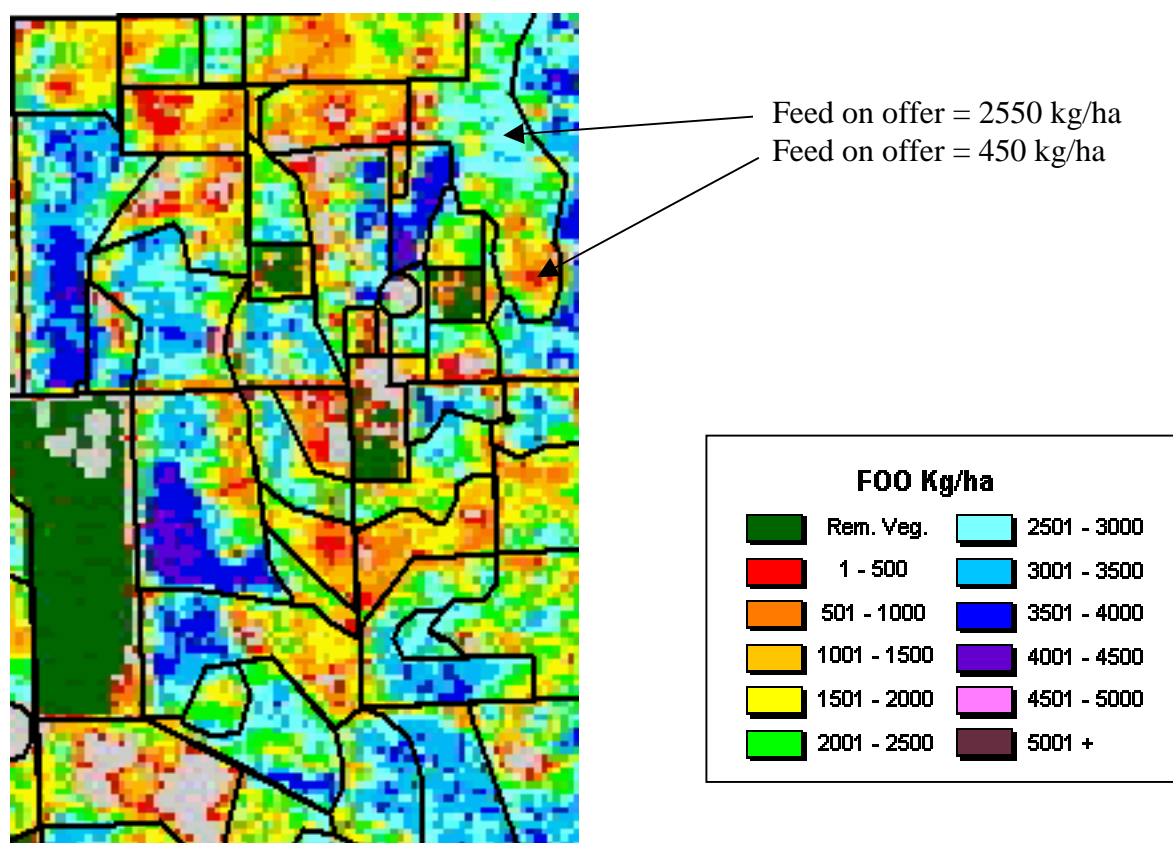 Feed on offer = 2550 kg/ha
Feed on offer = 450 kg/ha
FOO Kg/ha
Rem. Veg. 2501 - 3000
1 - 500 3001 - 3500
501 - 1000 3501 - 4000
1001 - 1500 4001 - 4500
1501 - 2000 4501 - 5000
2001 - 2500 5001 +